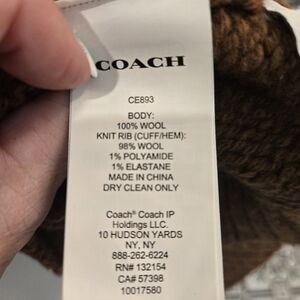 COACH
CE893
BODY:
100% WOOL
KNIT RIB (CUFF/HEM):
98% WOOL
1% POLYAMIDE
1% ELASTANE
MADE IN CHINA
DRY CLEAN ONLY
Coach® Coach IP
Holdings LLC.
10 HUDSON YARDS
NY, NY
888-262-6224
RN# 132154
CA# 57398
10017580